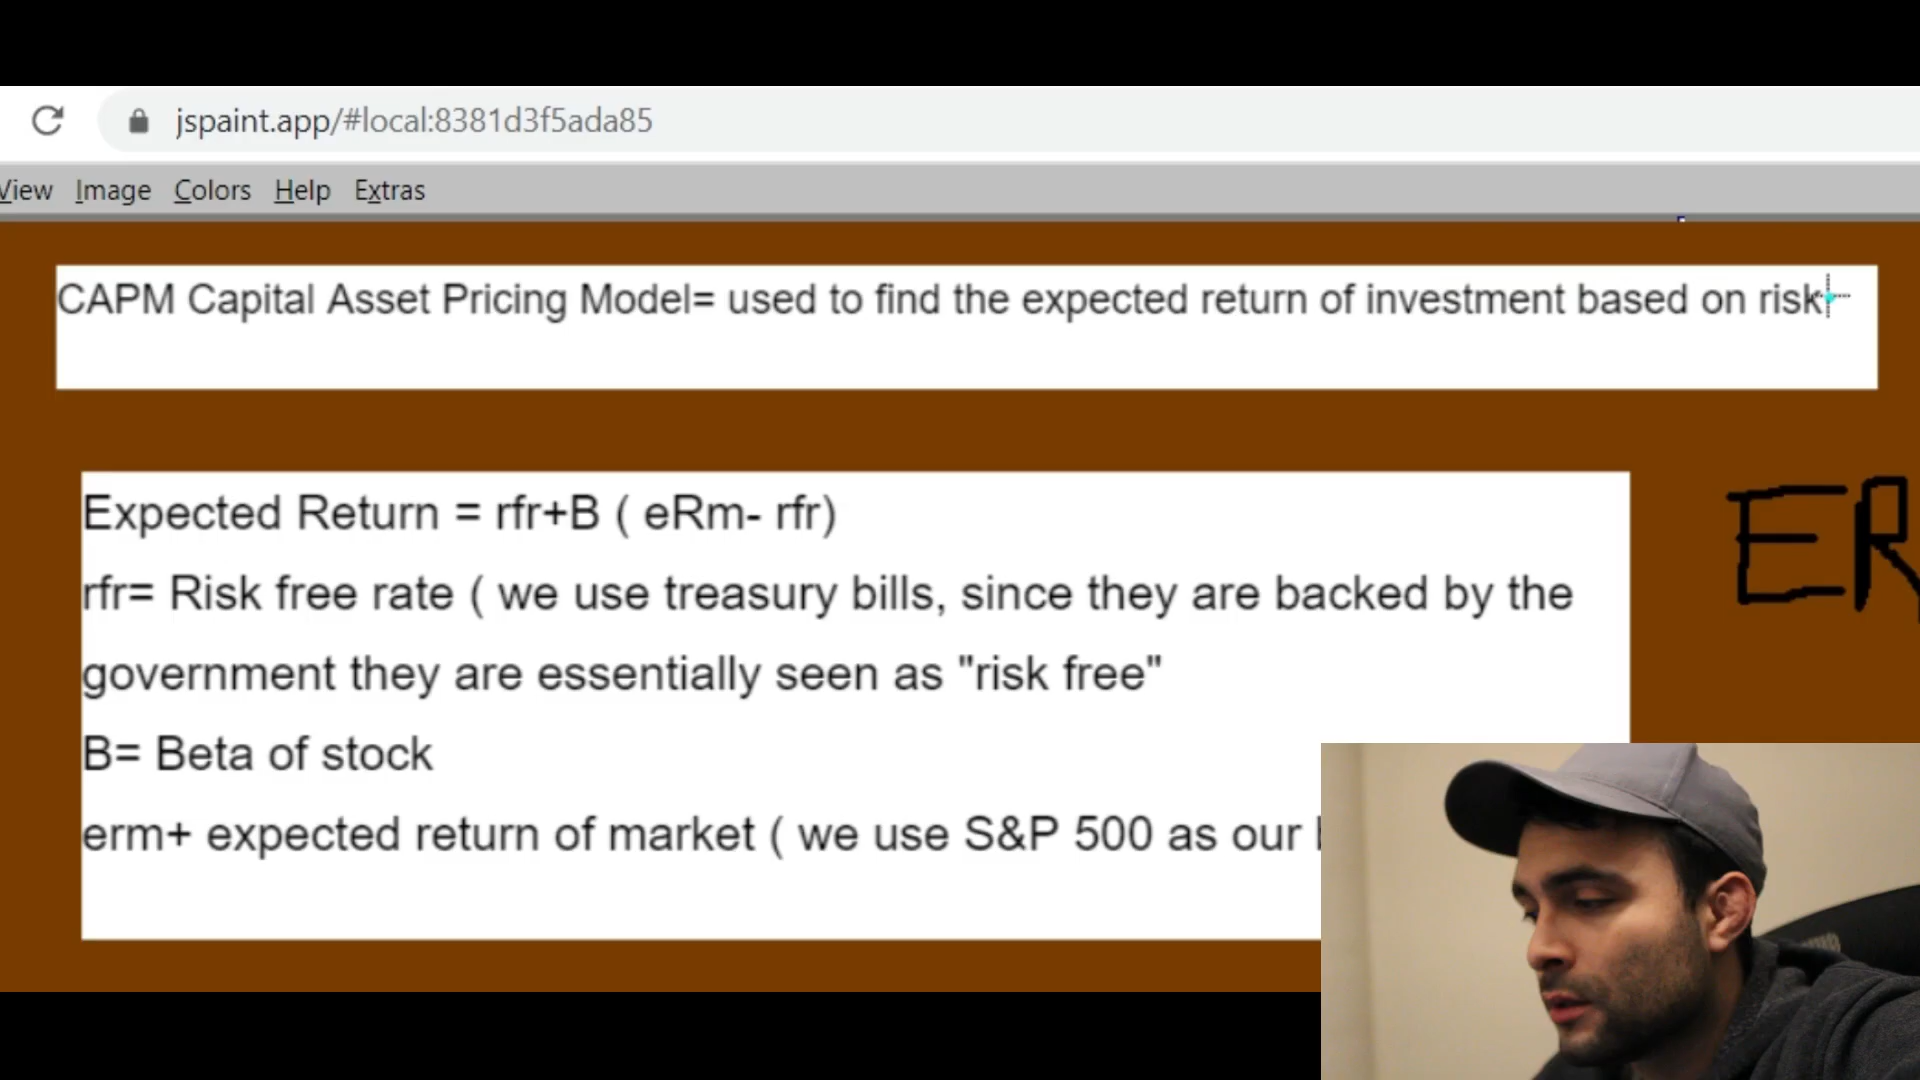 jspaint.app/#local:8381d3f5ada85
View Image Colors Help Extras
CAPM Capital Asset Pricing Model= used to find the expected return of investment based on risk
Expected Return = rfr+B ( eRm- rfr)
ER
rfr= Risk free rate ( we use treasury bills, since they are backed by the
government they are essentially seen as "risk free"
B= Beta of stock
erm+ expected return of market ( we use S&P 500 as our